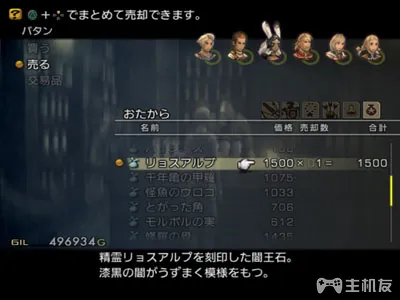 ?●+✥でまとめて売却できます。
バタン
買う
売る
交易品
おたから
名前 価格 売却数 合計
リョスアルブ 1500×01= 1500
千年亀の甲羅 1075
怪魚のウロコ 1033
とがった角 706
モルボルの実 612
GIL 496934G
精霊リョスアルブを刻印した闇王石。
漆黒の闇がうずまく模様をもつ。
主机友